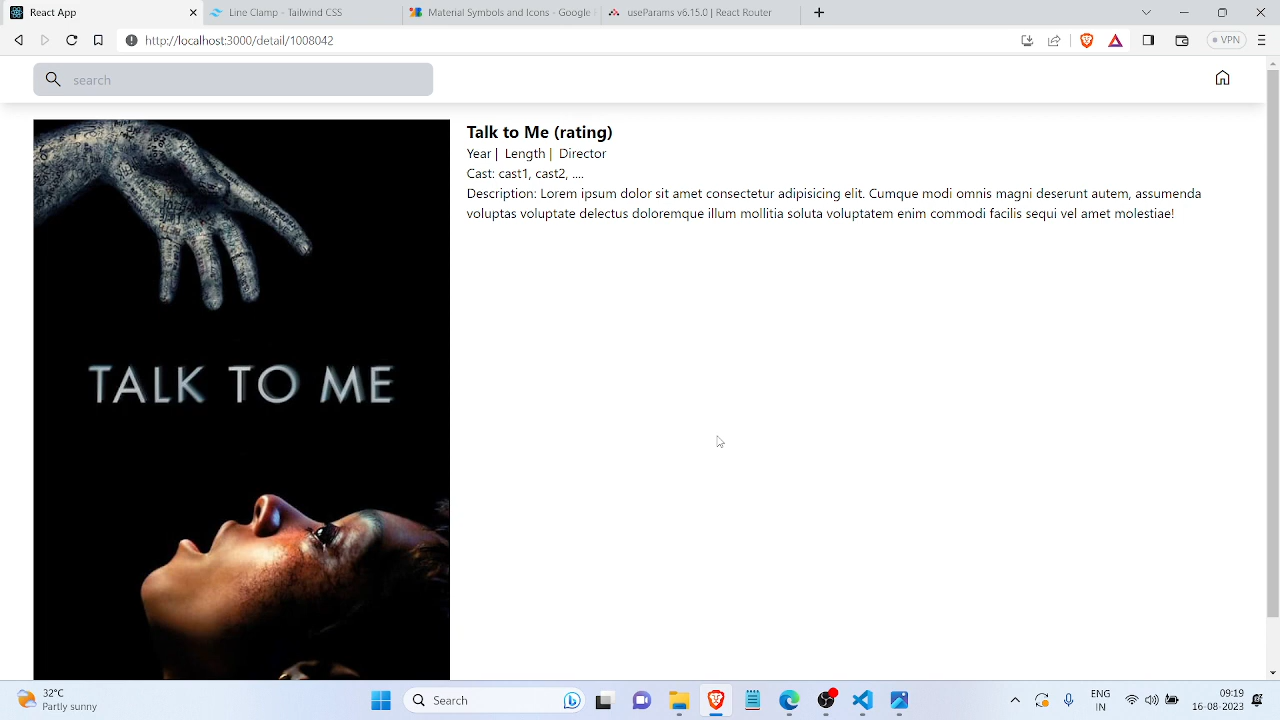 React App
Line Clamp - Tailwind CSS
Material Symbols and Icons - Google
useParams v6.15.0 | React Router
http://localhost:3000/detail/1008042
VPN
search
TALK TO ME
Talk to Me (rating)
Year | Length | Director
Cast: cast1, cast2, ....
Description: Lorem ipsum dolor sit amet consectetur adipisicing elit. Cumque modi omnis magni deserunt autem, assumenda
voluptas voluptate delectus doloremque illum mollitia soluta voluptatem enim commodi facilis sequi vel amet molestiae!
32°C
Partly sunny
Search
ENG
IN
09:19
16-08-2023